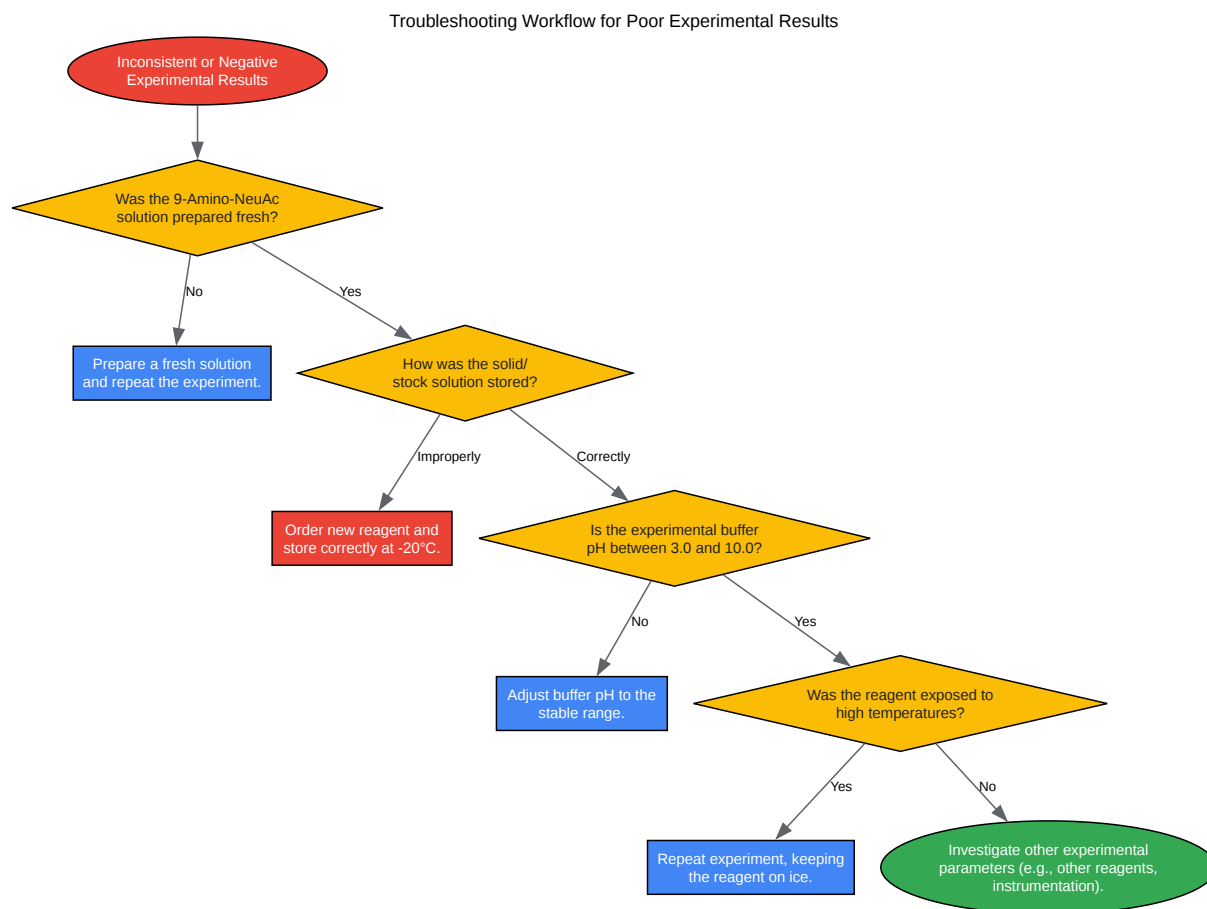 Troubleshooting Workflow for Poor Experimental Results
Inconsistent or Negative
Experimental Results
Was the 9-Amino-NeuAc
solution prepared fresh?
No
Yes
Prepare a fresh solution
and repeat the experiment.
How was the solid/
stock solution stored?
Improperly
Correctly
Order new reagent and
store correctly at -20°C.
Is the experimental buffer
pH between 3.0 and 10.0?
No
Yes
Adjust buffer pH to the
stable range.
Was the reagent exposed to
high temperatures?
Yes
No
Repeat experiment, keeping
the reagent on ice.
Investigate other experimental
parameters (e.g., other reagents,
instrumentation).